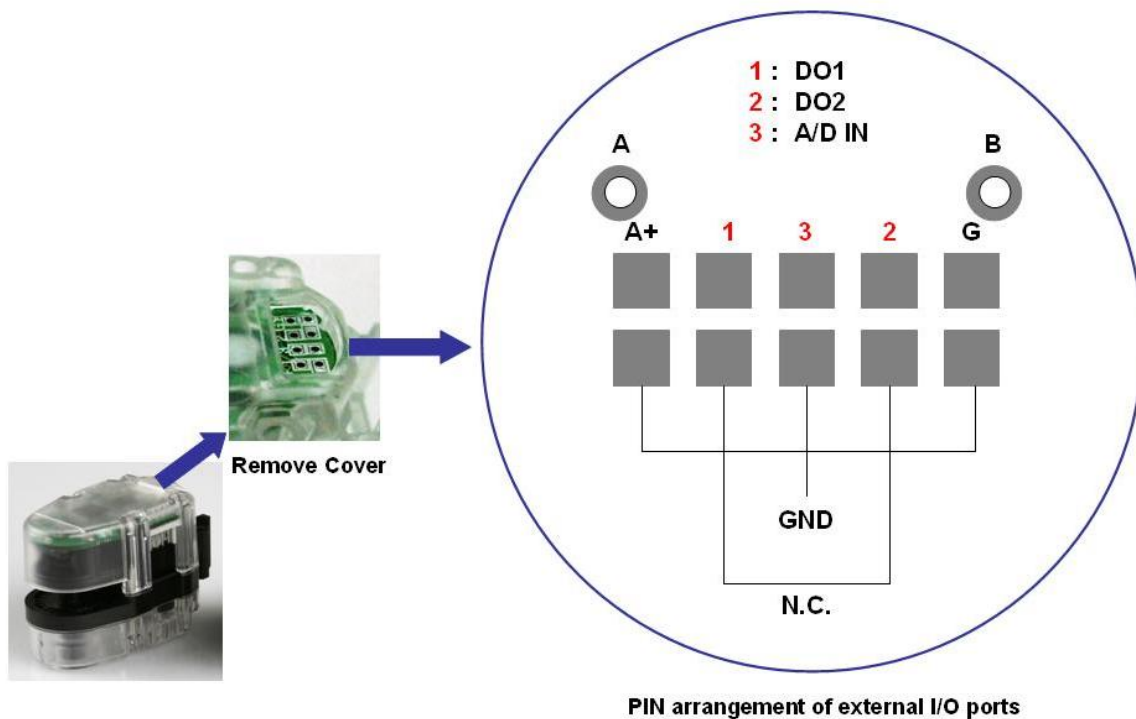 1 : DO1
2 : DO2
3 : A/D IN
A B
A+ 1 3 2 G
Remove Cover
GND
N.C.
PIN arrangement of external I/O ports